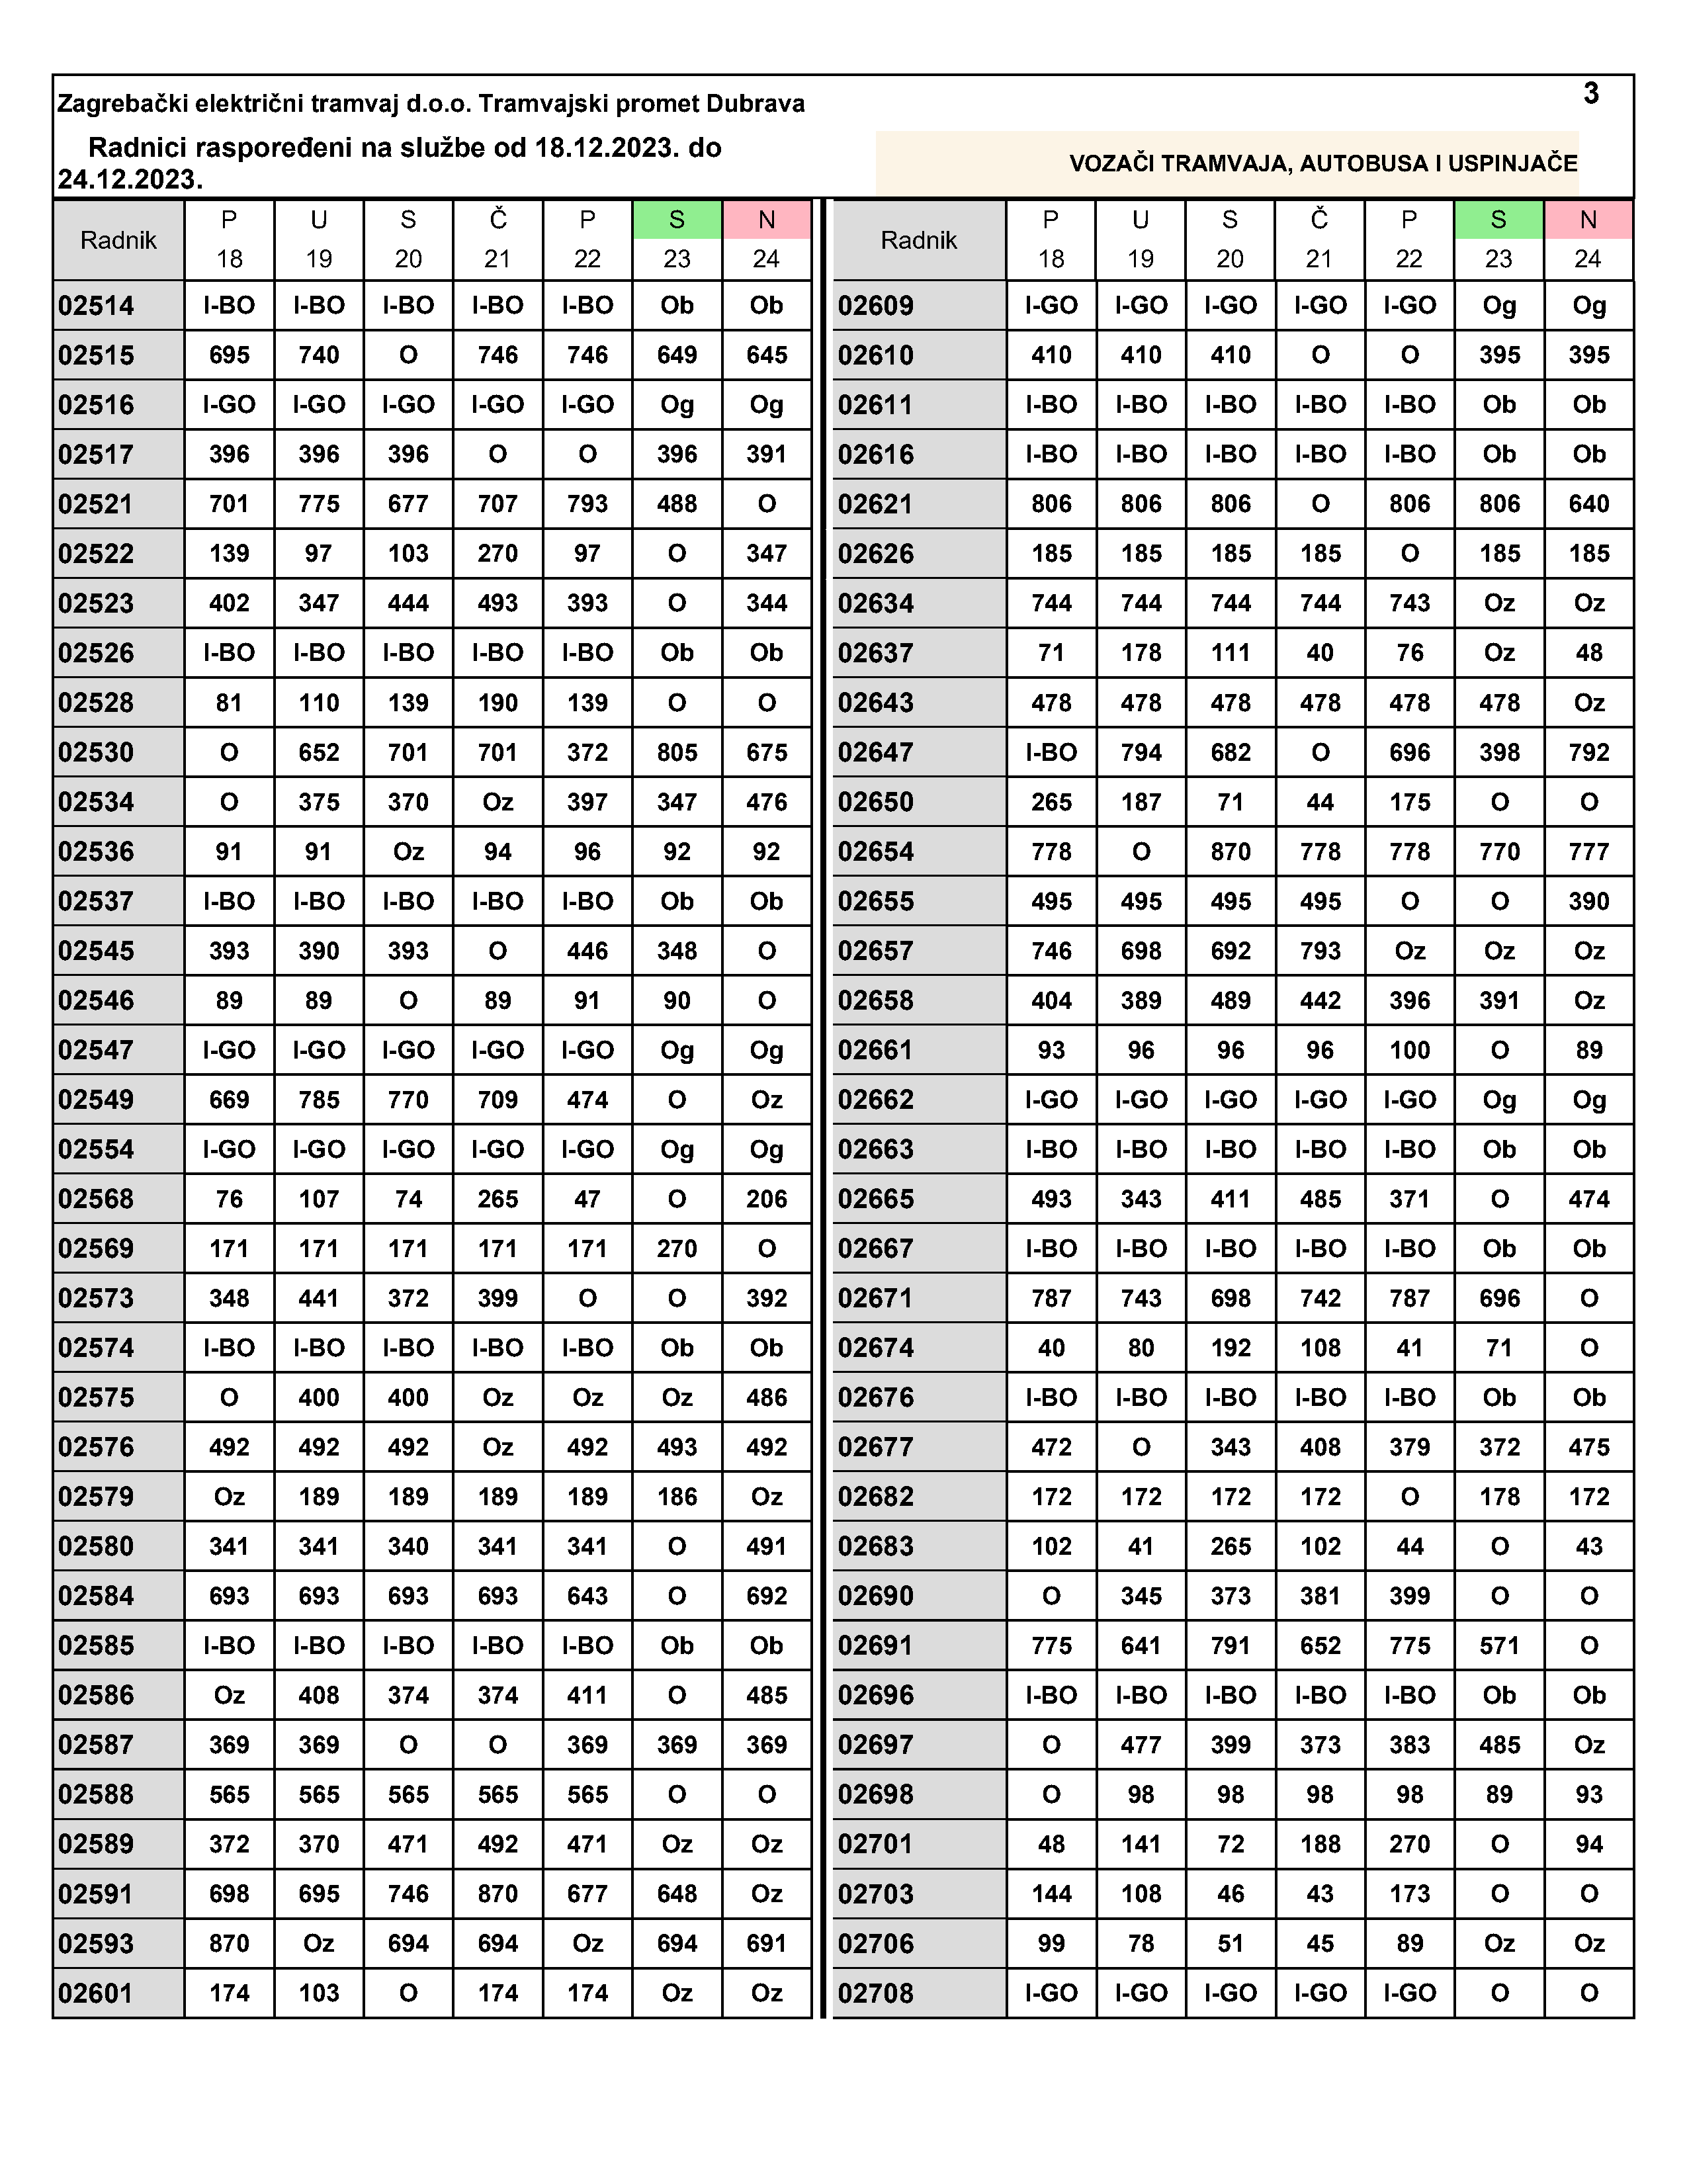 3
Zagrebački električni tramvaj d.o.o. Tramvajski promet Dubrava
Radnici raspoređeni na službe od 18.12.2023. do
24.12.2023.
VOZAČI TRAMVAJA, AUTOBUSA I USPINJAČE
Radnik P U S Č P S N Radnik P U S Č P S N
18 19 20 21 22 23 24 18 19 20 21 22 23 24
02514 I-BO I-BO I-BO I-BO I-BO Ob Ob 02609 I-GO I-GO I-GO I-GO I-GO Og Og
02515 695 740 O 746 746 649 645 02610 410 410 410 O O 395 395
02516 I-GO I-GO I-GO I-GO I-GO Og Og 02611 I-BO I-BO I-BO I-BO I-BO Ob Ob
02517 396 396 396 O O 396 391 02616 I-BO I-BO I-BO I-BO I-BO Ob Ob
02521 701 775 677 707 793 488 O 02621 806 806 806 O 806 806 640
02522 139 97 103 270 97 O 347 02626 185 185 185 185 O 185 185
02523 402 347 444 493 393 O 344 02634 744 744 744 744 743 Oz Oz
02526 I-BO I-BO I-BO I-BO I-BO Ob Ob 02637 71 178 111 40 76 Oz 48
02528 81 110 139 190 139 O O 02643 478 478 478 478 478 478 Oz
02530 O 652 701 701 372 805 675 02647 I-BO 794 682 O 696 398 792
02534 O 375 370 Oz 397 347 476 02650 265 187 71 44 175 O O
02536 91 91 Oz 94 96 92 92 02654 778 O 870 778 778 770 777
02537 I-BO I-BO I-BO I-BO I-BO Ob Ob 02655 495 495 495 495 O O 390
02545 393 390 393 O 446 348 O 02657 746 698 692 793 Oz Oz Oz
02546 89 89 O 89 91 90 O 02658 404 389 489 442 396 391 Oz
02547 I-GO I-GO I-GO I-GO I-GO Og Og 02661 93 96 96 96 100 O 89
02549 669 785 770 709 474 O Oz 02662 I-GO I-GO I-GO I-GO I-GO Og Og
02554 I-GO I-GO I-GO I-GO I-GO Og Og 02663 I-BO I-BO I-BO I-BO I-BO Ob Ob
02568 76 107 74 265 47 O 206 02665 493 343 411 485 371 O 474
02569 171 171 171 171 171 270 O 02667 I-BO I-BO I-BO I-BO I-BO Ob Ob
02573 348 441 372 399 O O 392 02671 787 743 698 742 787 696 O
02574 I-BO I-BO I-BO I-BO I-BO Ob Ob 02674 40 80 192 108 41 71 O
02575 O 400 400 Oz Oz Oz 486 02676 I-BO I-BO I-BO I-BO I-BO Ob Ob
02576 492 492 492 Oz 492 493 492 02677 472 O 343 408 379 372 475
02579 Oz 189 189 189 189 186 Oz 02682 172 172 172 172 O 178 172
02580 341 341 340 341 341 O 491 02683 102 41 265 102 44 O 43
02584 693 693 693 693 643 O 692 02690 O 345 373 381 399 O O
02585 I-BO I-BO I-BO I-BO I-BO Ob Ob 02691 775 641 791 652 775 571 O
02586 Oz 408 374 374 411 O 485 02696 I-BO I-BO I-BO I-BO I-BO Ob Ob
02587 369 369 O O 369 369 369 02697 O 477 399 373 383 485 Oz
02588 565 565 565 565 565 O O 02698 O 98 98 98 98 89 93
02589 372 370 471 492 471 Oz Oz 02701 48 141 72 188 270 O 94
02591 698 695 746 870 677 648 Oz 02703 144 108 46 43 173 O O
02593 870 Oz 694 694 Oz 694 691 02706 99 78 51 45 89 Oz Oz
02601 174 103 O 174 174 Oz Oz 02708 I-GO I-GO I-GO I-GO I-GO O O